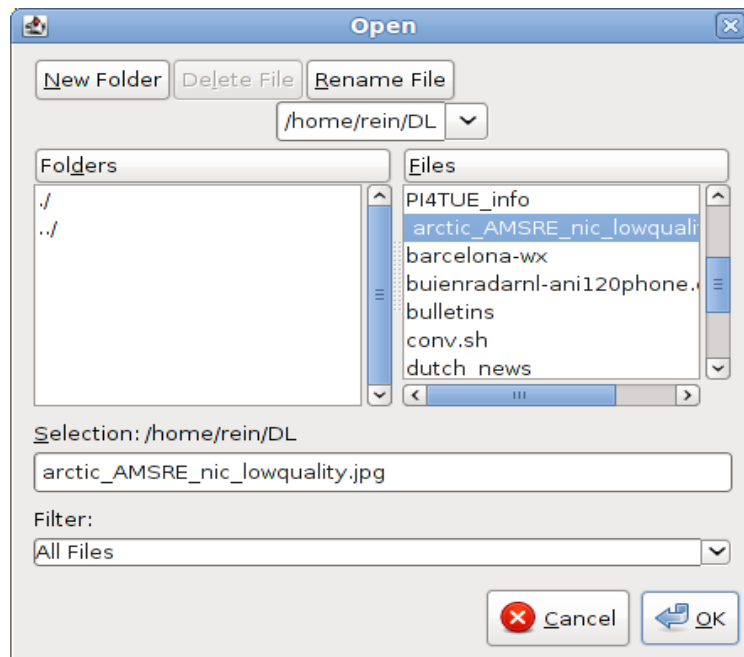 Open
New Folder Delete File Rename File
/home/rein/DL
Folders
Files
./
../
PI4TUE_info
arctic_AMSRE_nic_lowquali
barcelona-wx
buienradarnl-ani120phone.
bulletins
conv.sh
dutch_news
Selection: /home/rein/DL
arctic_AMSRE_nic_lowquality.jpg
Filter:
All Files
Cancel OK